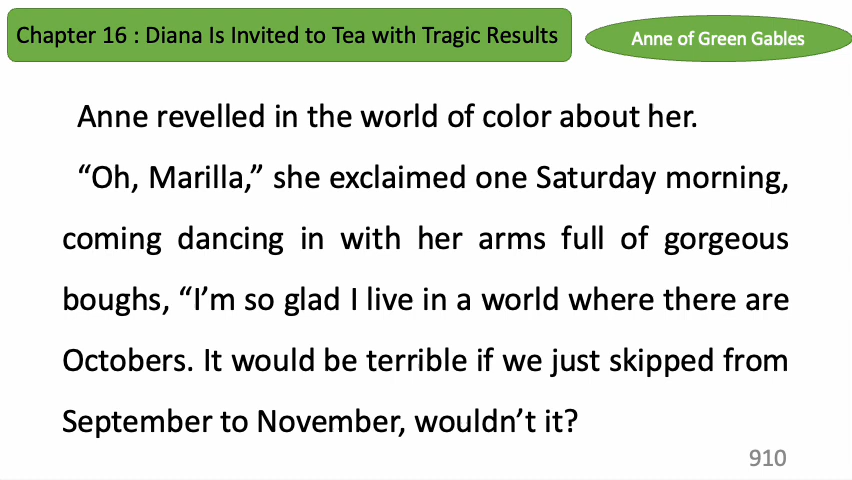 Chapter 16 : Diana Is Invited to Tea with Tragic Results
Anne of Green Gables
Anne revelled in the world of color about her.
“Oh, Marilla,” she exclaimed one Saturday morning,
coming dancing in with her arms full of gorgeous
boughs, “I’m so glad I live in a world where there are
Octobers. It would be terrible if we just skipped from
September to November, wouldn’t it?
910